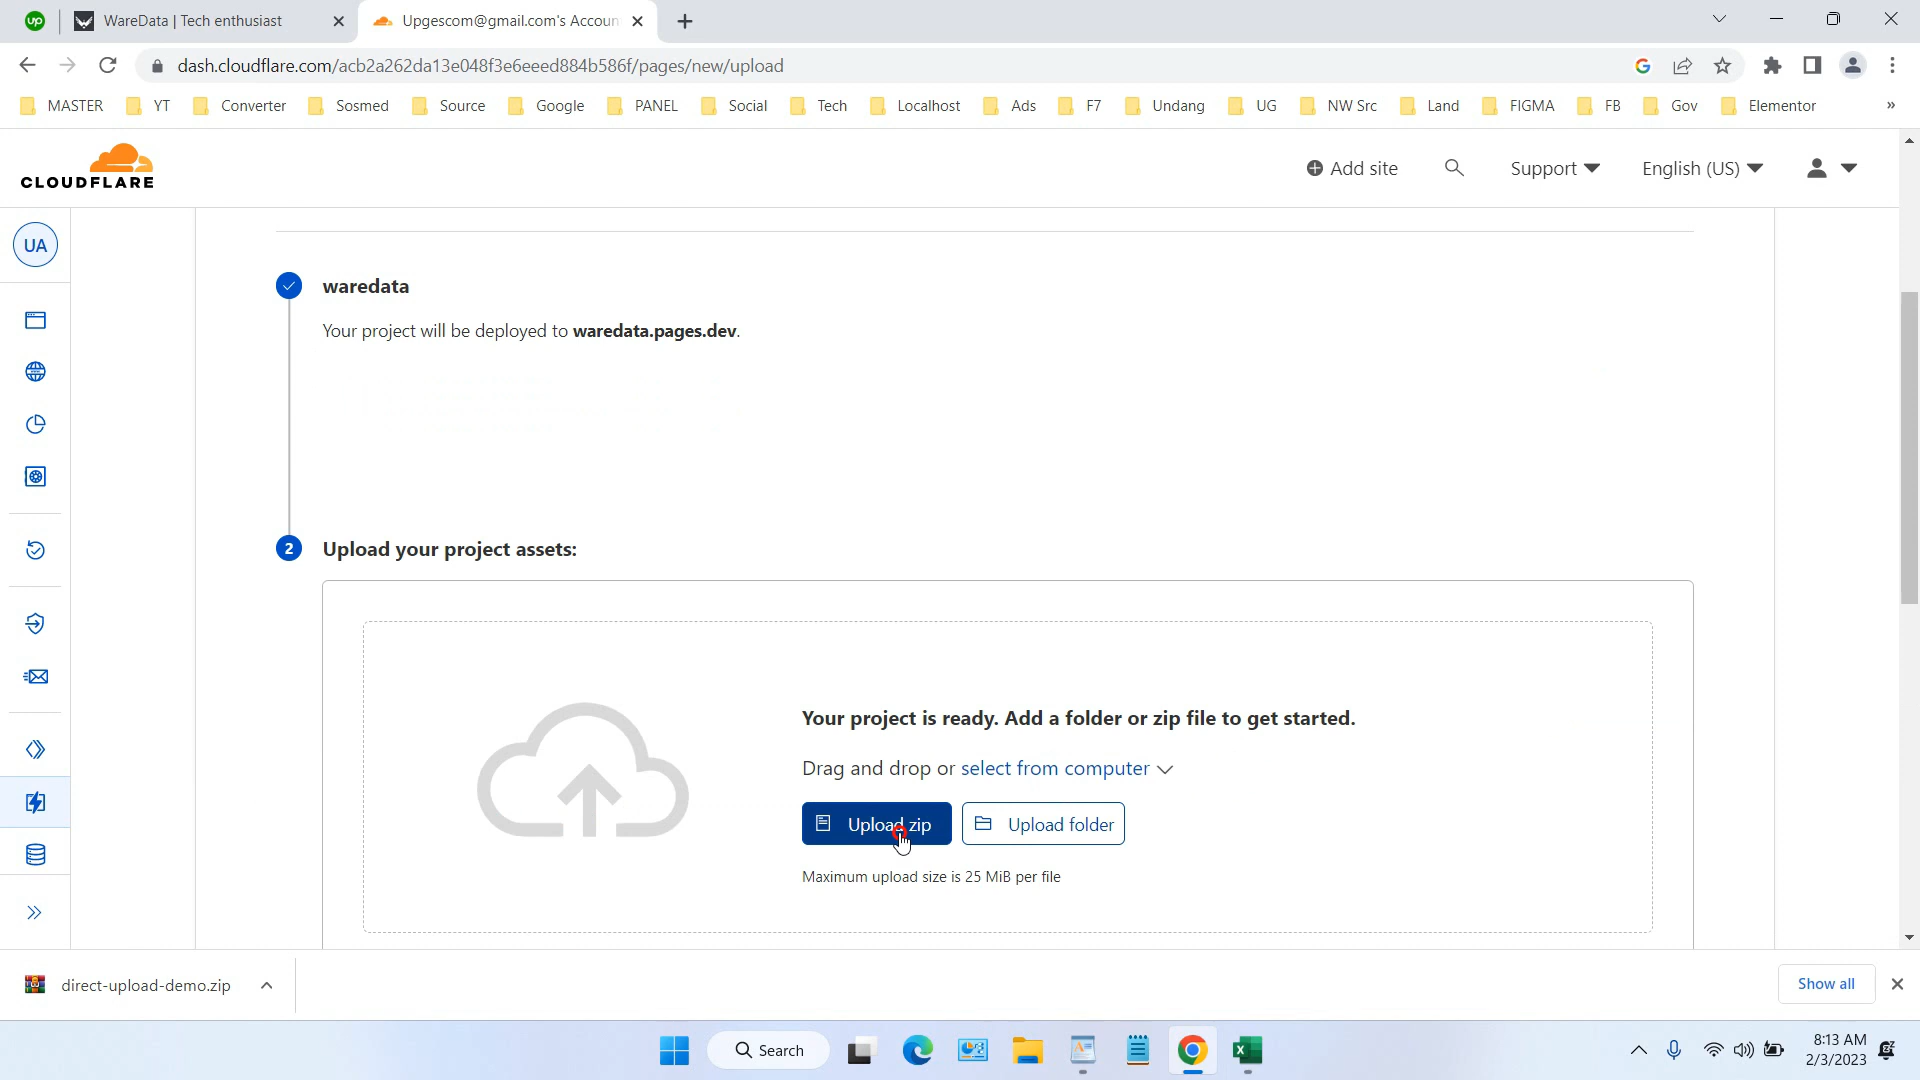 WareData | Tech enthusiast
Upgescom@gmail.com's Accoun
dash.cloudflare.com/acb2a262da13e048f3e6eeed884b586f/pages/new/upload
MASTER YT Converter Sosmed Source Google PANEL Social Tech Localhost Ads F7 Undang UG NW Src Land FIGMA FB Gov Elementor »
CLOUDFLARE
Add site
Support
English (US)
UA
waredata
Your project will be deployed to waredata.pages.dev.
2 Upload your project assets:
Your project is ready. Add a folder or zip file to get started.
Drag and drop or select from computer
Upload zip Upload folder
Maximum upload size is 25 MiB per file
direct-upload-demo.zip
Show all
Search
8:13 AM
2/3/2023